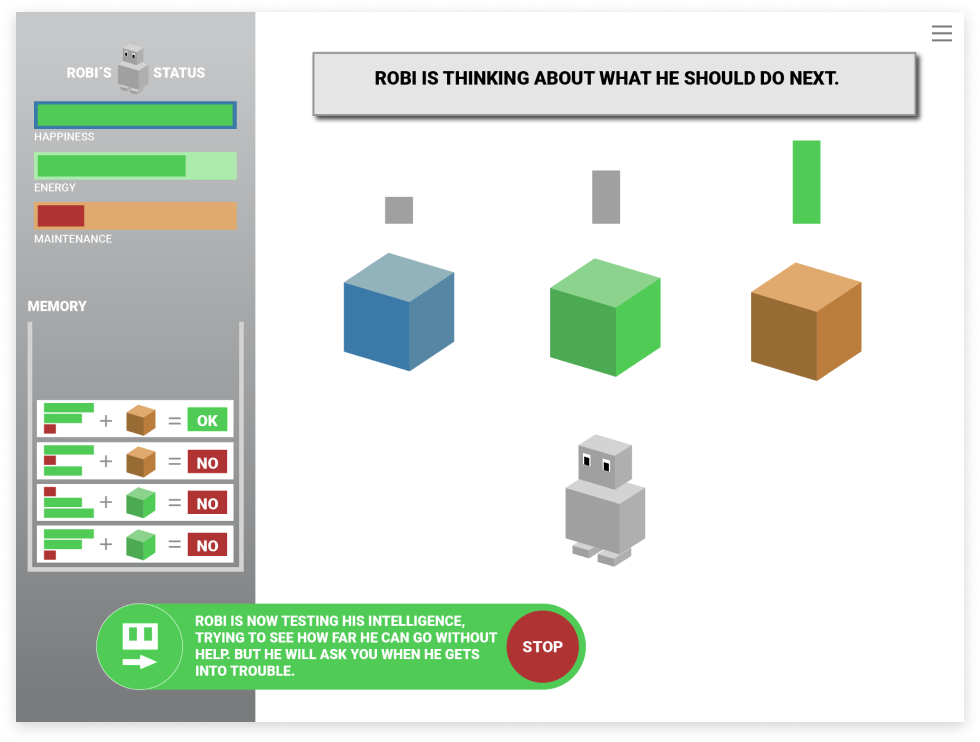 ROBI´S STATUS
HAPPINESS
ENERGY
MAINTENANCE
MEMORY
+ = OK
+ = NO
+ = NO
+ = NO
ROBI IS THINKING ABOUT WHAT HE SHOULD DO NEXT.
ROBI IS NOW TESTING HIS INTELLIGENCE,
TRYING TO SEE HOW FAR HE CAN GO WITHOUT
HELP. BUT HE WILL ASK YOU WHEN HE GETS
INTO TROUBLE.
STOP